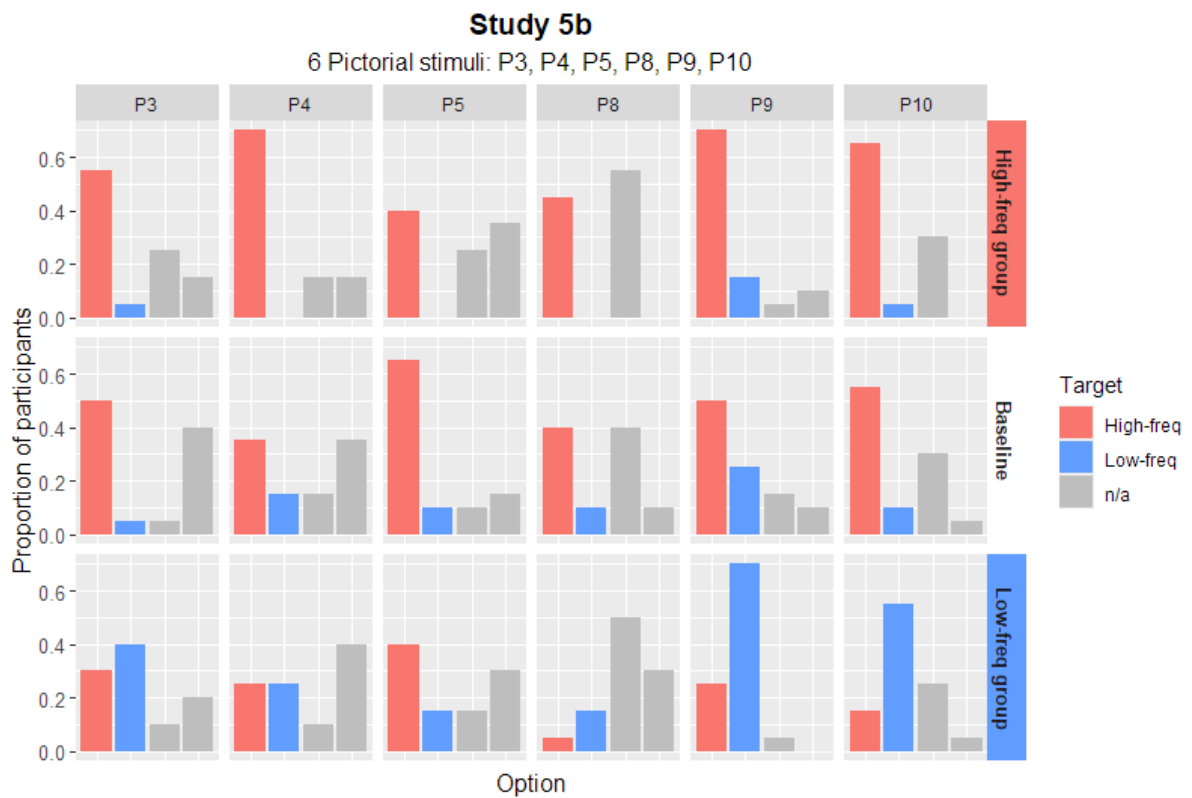 Study 5b
6 Pictorial stimuli: P3, P4, P5, P8, P9, P10
P3 P4 P5 P8 P9 P10
0.6
0.4
0.2
0.0
High-freq group
0.6
0.4
0.2
0.0
Baseline
0.6
0.4
0.2
0.0
Low-freq group
Proportion of participants
Option
Target
High-freq
Low-freq
n/a